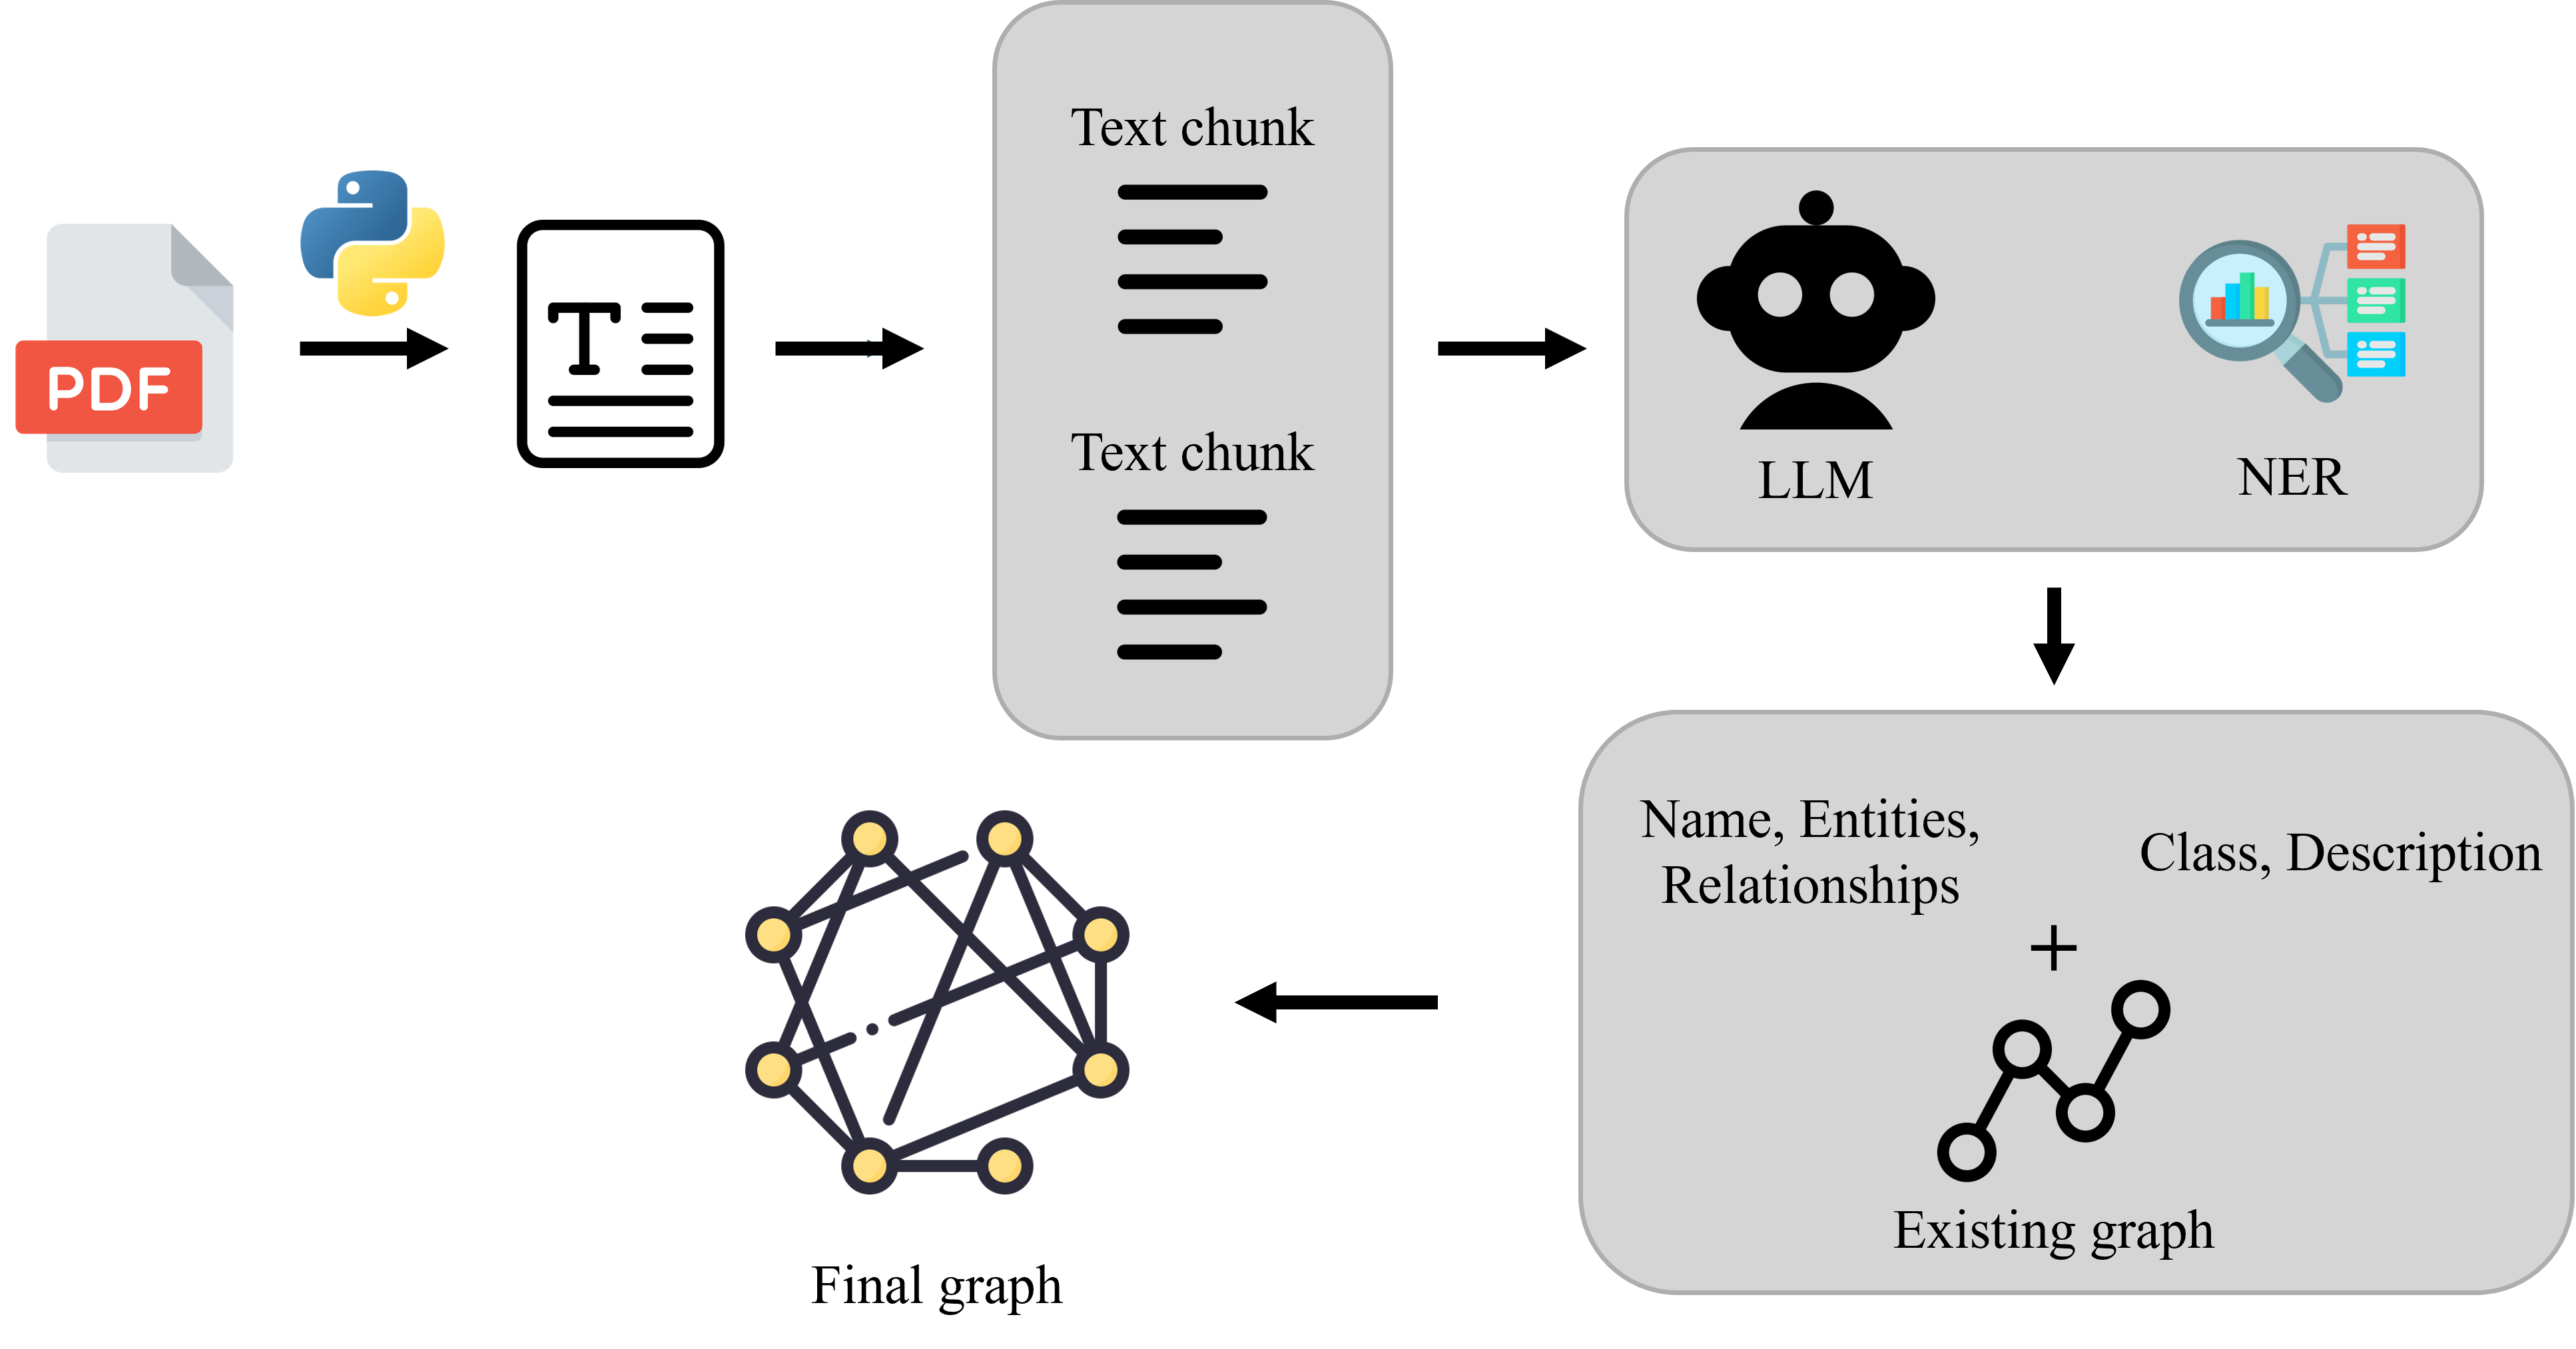 PDF
T
Text chunk
Text chunk
LLM
NER
Name, Entities,
Relationships
Class, Description
+
Existing graph
Final graph